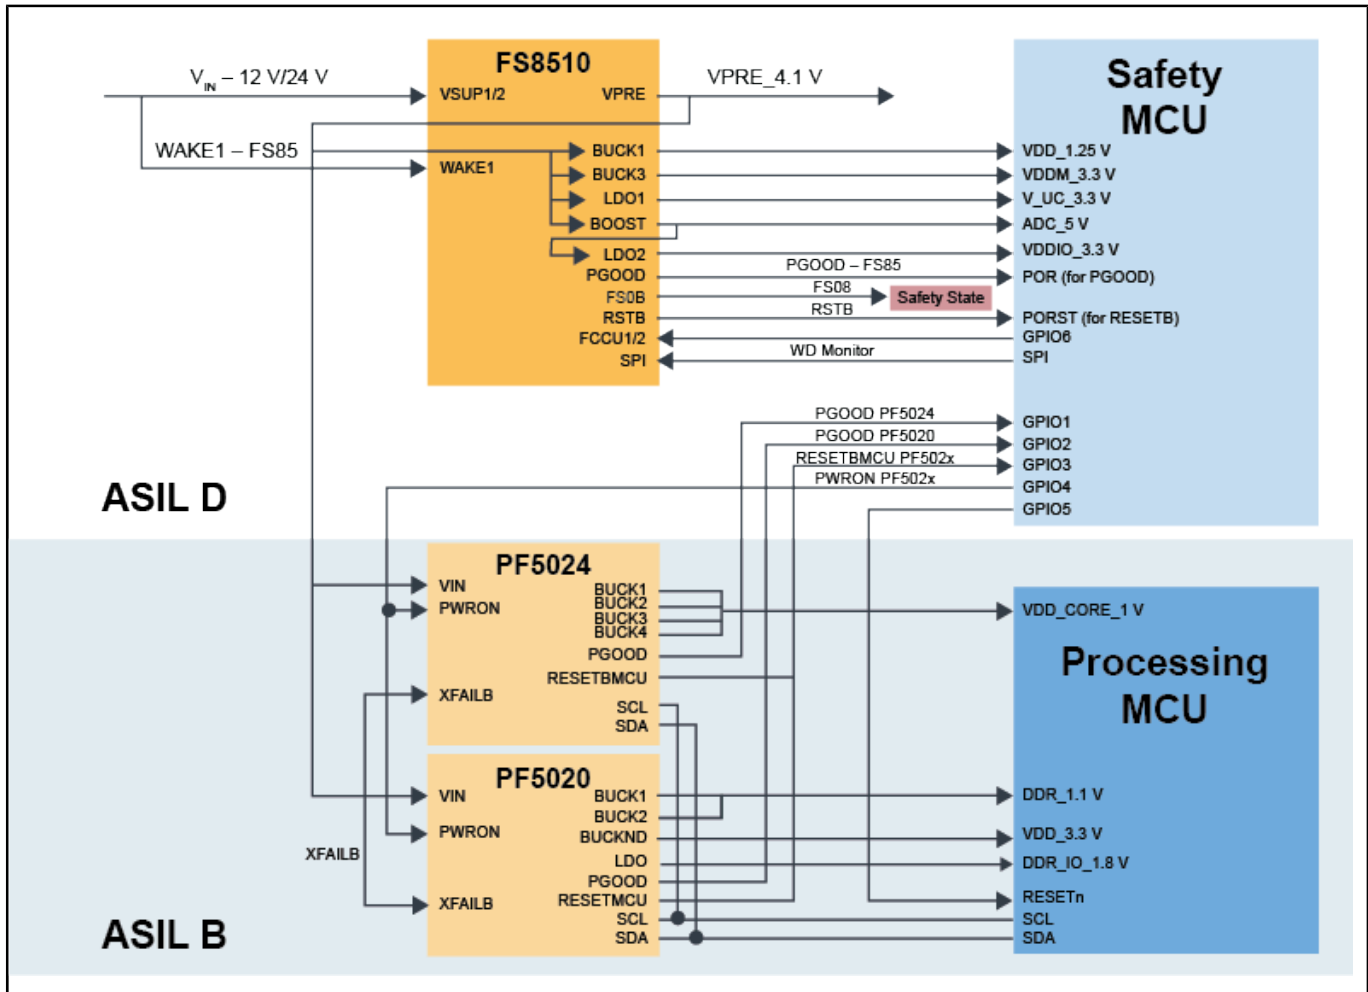 FS8510
Safety
MCU
V_IN – 12 V/24 V
VSUP1/2
VPRE
VPRE_4.1 V
WAKE1 – FS85
WAKE1
BUCK1
VDD_1.25 V
BUCK3
VDDM_3.3 V
LDO1
V_UC_3.3 V
BOOST
ADC_5 V
LDO2
VDDIO_3.3 V
PGOOD
PGOOD – FS85
POR (for PGOOD)
FS0B
FS08
Safety State
RSTB
RSTB
PORST (for RESETB)
FCCU1/2
GPIO6
SPI
WD Monitor
SPI
PGOOD PF5024
GPIO1
PGOOD PF5020
GPIO2
RESETBMCU PF502x
GPIO3
PWRON PF502x
GPIO4
GPIO5
ASIL D
PF5024
VIN
PWRON
XFAILB
BUCK1
BUCK2
BUCK3
BUCK4
PGOOD
RESETBMCU
SCL
SDA
VDD_CORE_1 V
Processing
MCU
PF5020
VIN
PWRON
XFAILB
XFAILB
BUCK1
BUCK2
BUCKND
LDO
PGOOD
RESETMCU
SCL
SDA
DDR_1.1 V
VDD_3.3 V
DDR_IO_1.8 V
RESETn
SCL
SDA
ASIL B